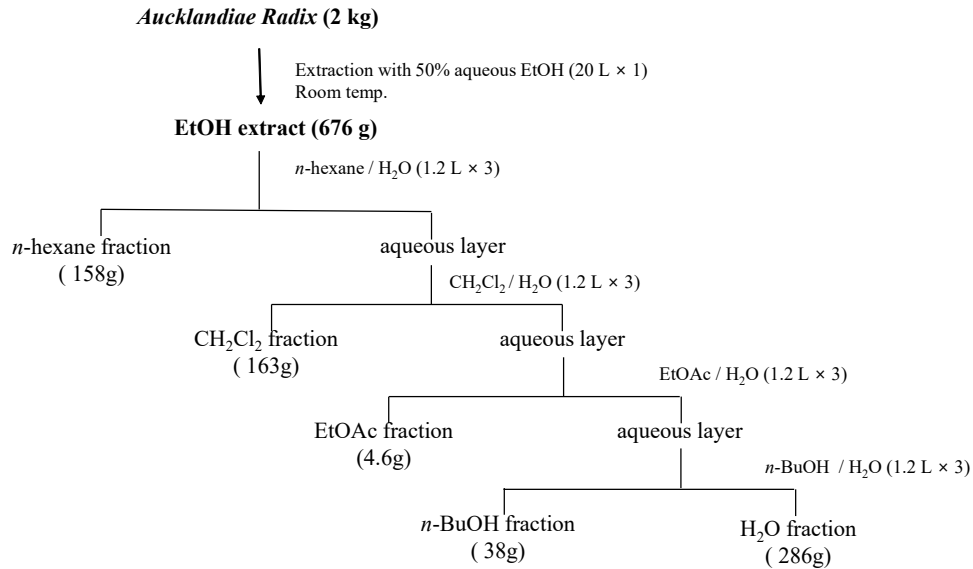 Aucklandiae Radix (2 kg)
Extraction with 50% aqueous EtOH (20 L × 1)
Room temp.
EtOH extract (676 g)
n-hexane / H₂O (1.2 L × 3)
n-hexane fraction
( 158g)
aqueous layer
CH₂Cl₂ / H₂O (1.2 L × 3)
CH₂Cl₂ fraction
( 163g)
aqueous layer
EtOAc / H₂O (1.2 L × 3)
EtOAc fraction
(4.6g)
aqueous layer
n-BuOH / H₂O (1.2 L × 3)
n-BuOH fraction
( 38g)
H₂O fraction
( 286g)